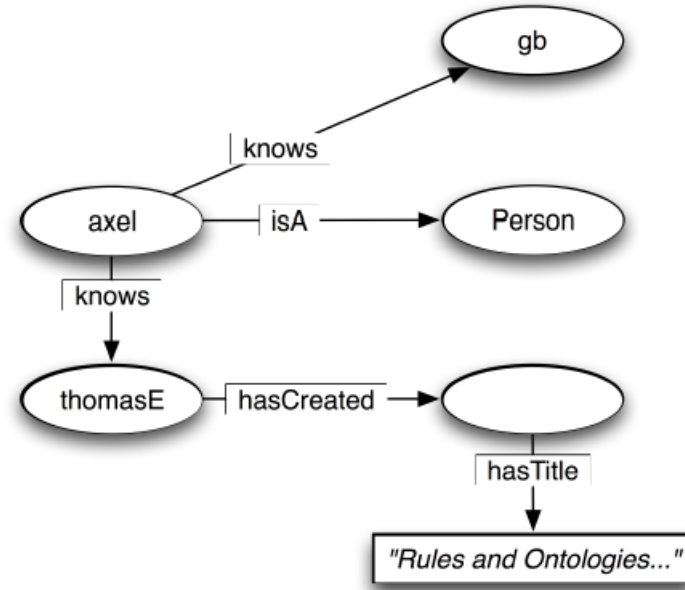 gb
knows
axel
isA
Person
knows
thomasE
hasCreated
hasTitle
"Rules and Ontologies..."